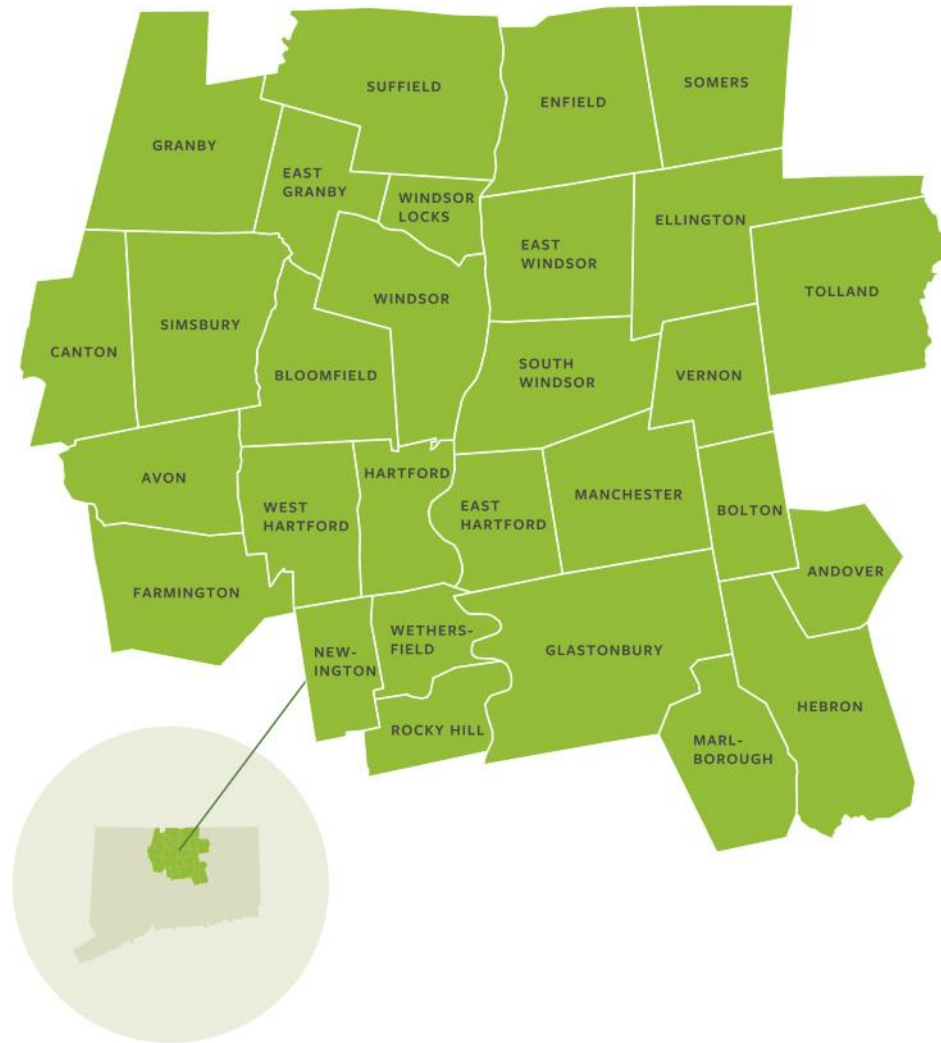 SUFFIELD
ENFIELD
SOMERS
GRANBY
EAST
GRANBY
WINDSOR
LOCKS
ELLINGTON
EAST
WINDSOR
TOLLAND
WINDSOR
SIMSBURY
CANTON
BLOOMFIELD
SOUTH
WINDSOR
VERNON
AVON
HARTFORD
WEST
HARTFORD
EAST
HARTFORD
MANCHESTER
BOLTON
ANDOVER
FARMINGTON
WETHERS-
FIELD
NEW-
INGTON
GLASTONBURY
HEBRON
ROCKY HILL
MARL-
BOROUGH